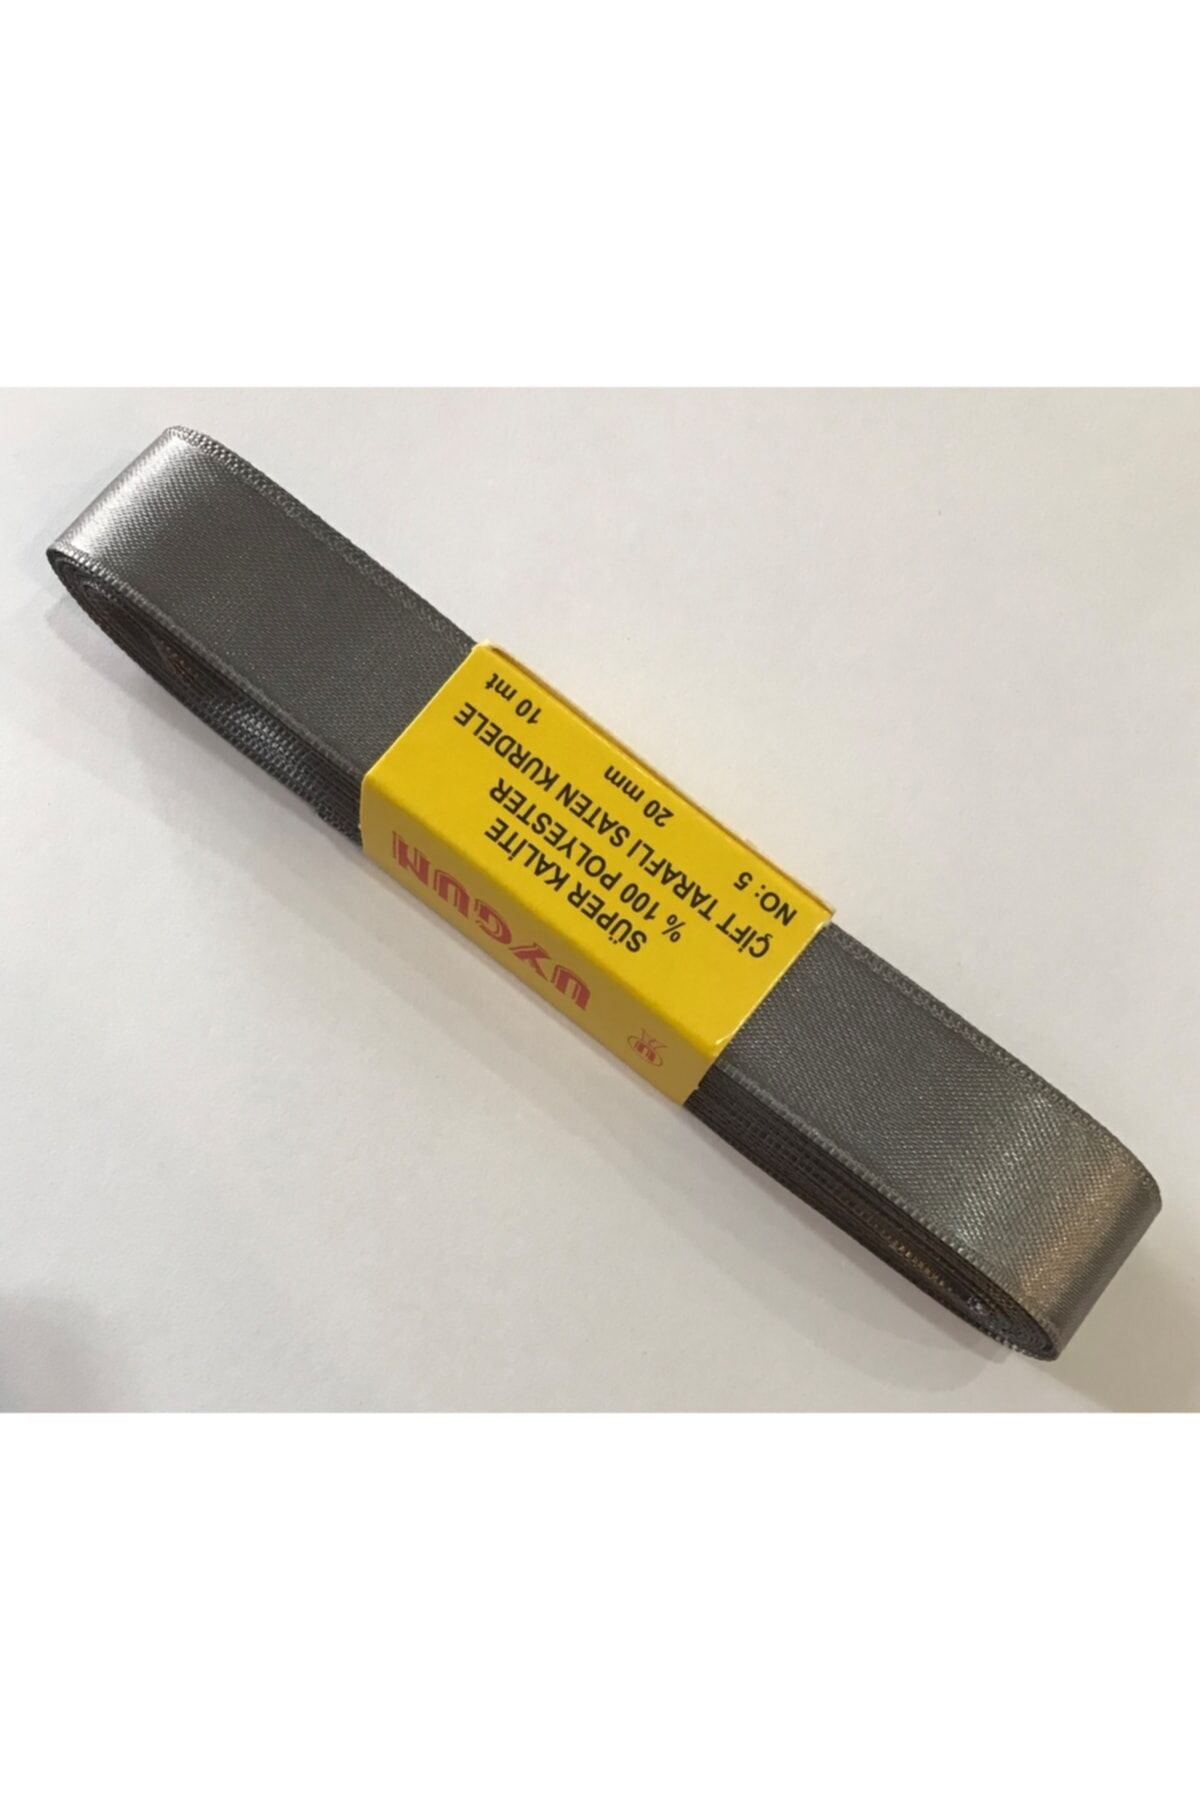 UYGUN
SÜPER KALİTE
% 100 POLYESTER
ÇİFT TARAFLI SATEN KURDELE
NO: 5 20 mm 10 mt